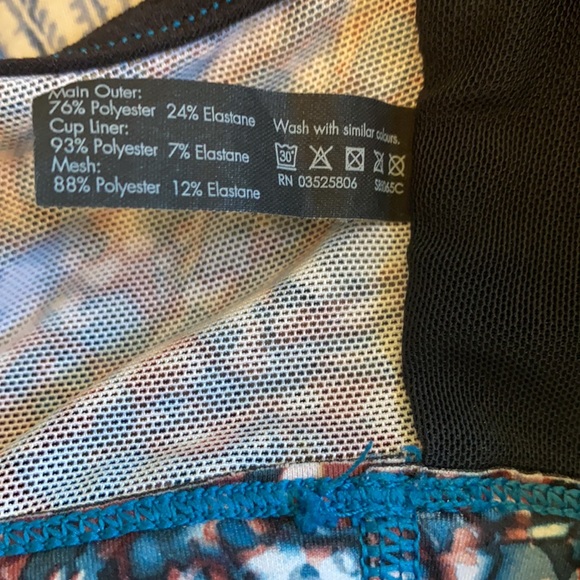 Main Outer:
76% Polyester 24% Elastane
Cup Liner:
93% Polyester 7% Elastane
Mesh:
88% Polyester 12% Elastane
Wash with similar colours.
30°
RN 03525806